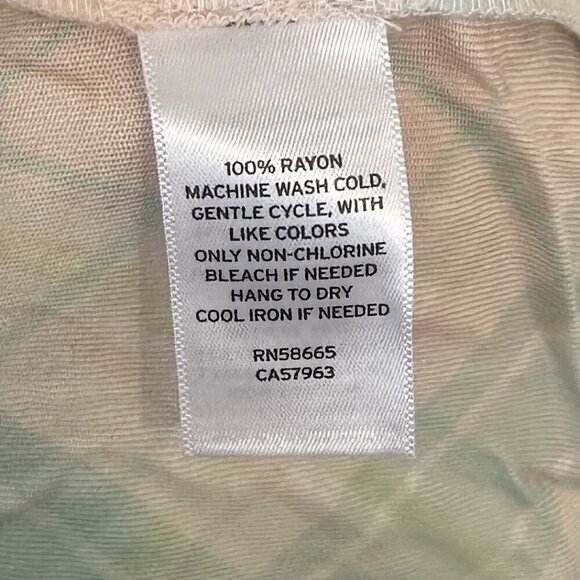 100% RAYON
MACHINE WASH COLD,
GENTLE CYCLE, WITH
LIKE COLORS
ONLY NON-CHLORINE
BLEACH IF NEEDED
HANG TO DRY
COOL IRON IF NEEDED
RN58665
CA57963